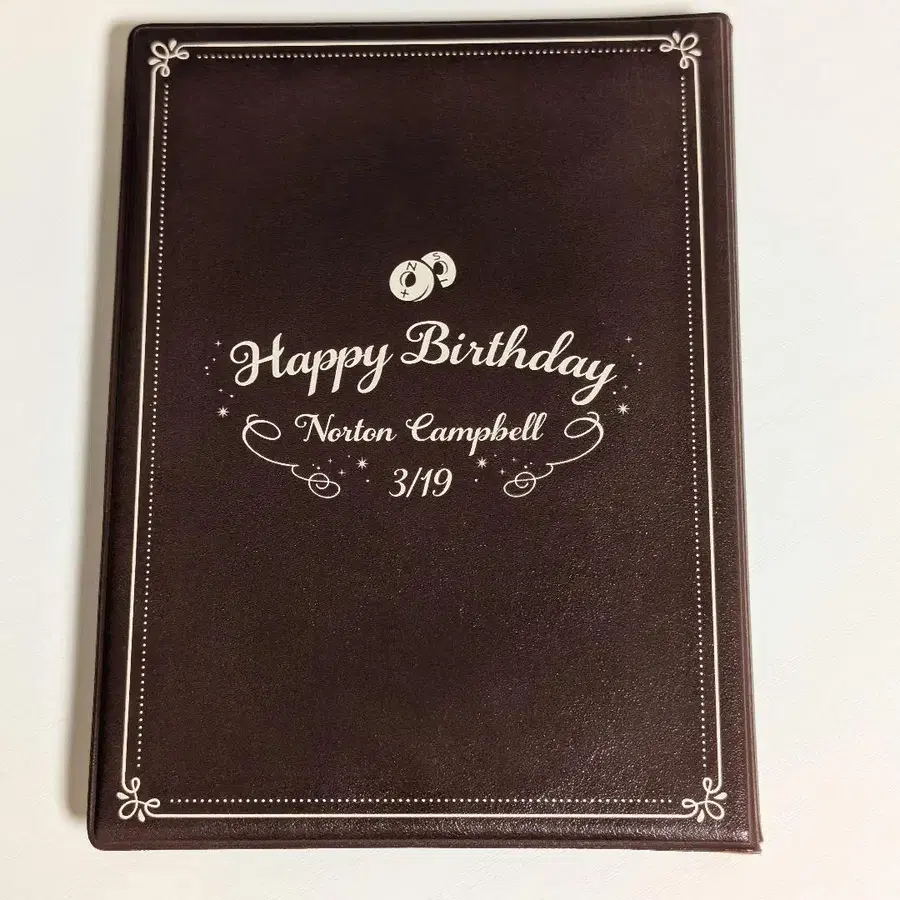 N S
+ -
Happy Birthday
Norton Campbell
3/19